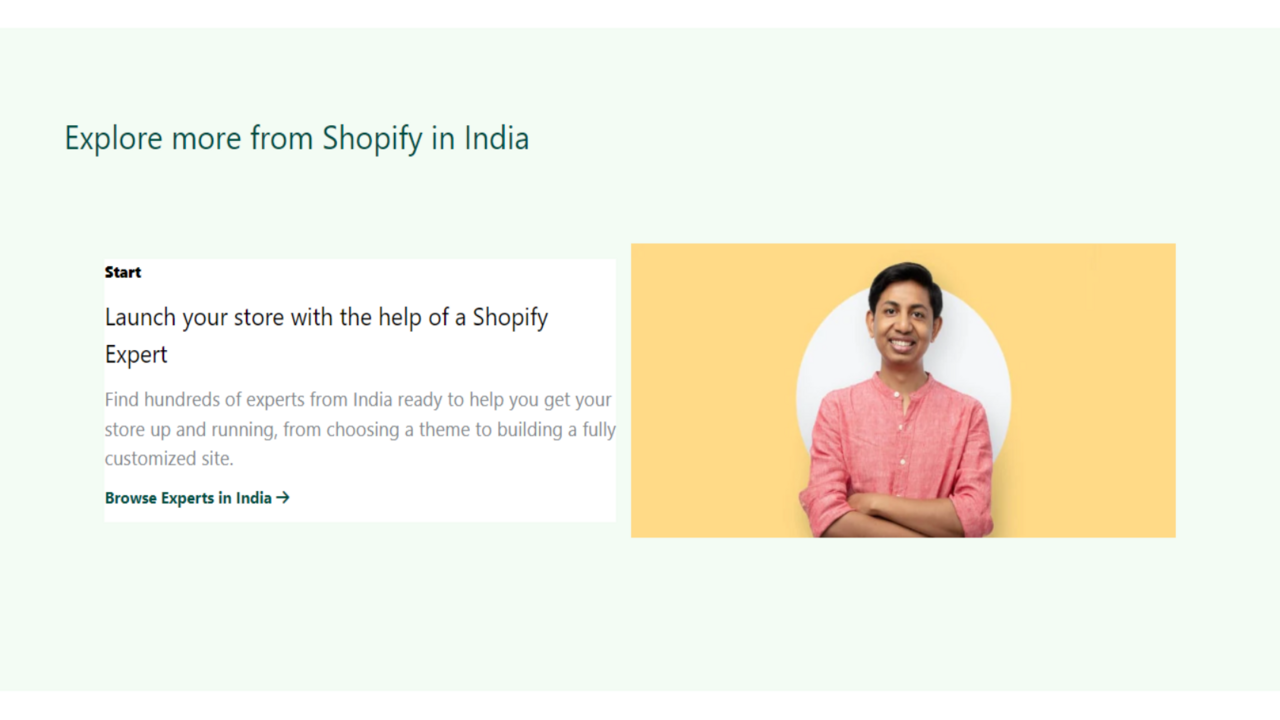 Explore more from Shopify in India
Start
Launch your store with the help of a Shopify
Expert
Find hundreds of experts from India ready to help you get your
store up and running, from choosing a theme to building a fully
customized site.
Browse Experts in India →